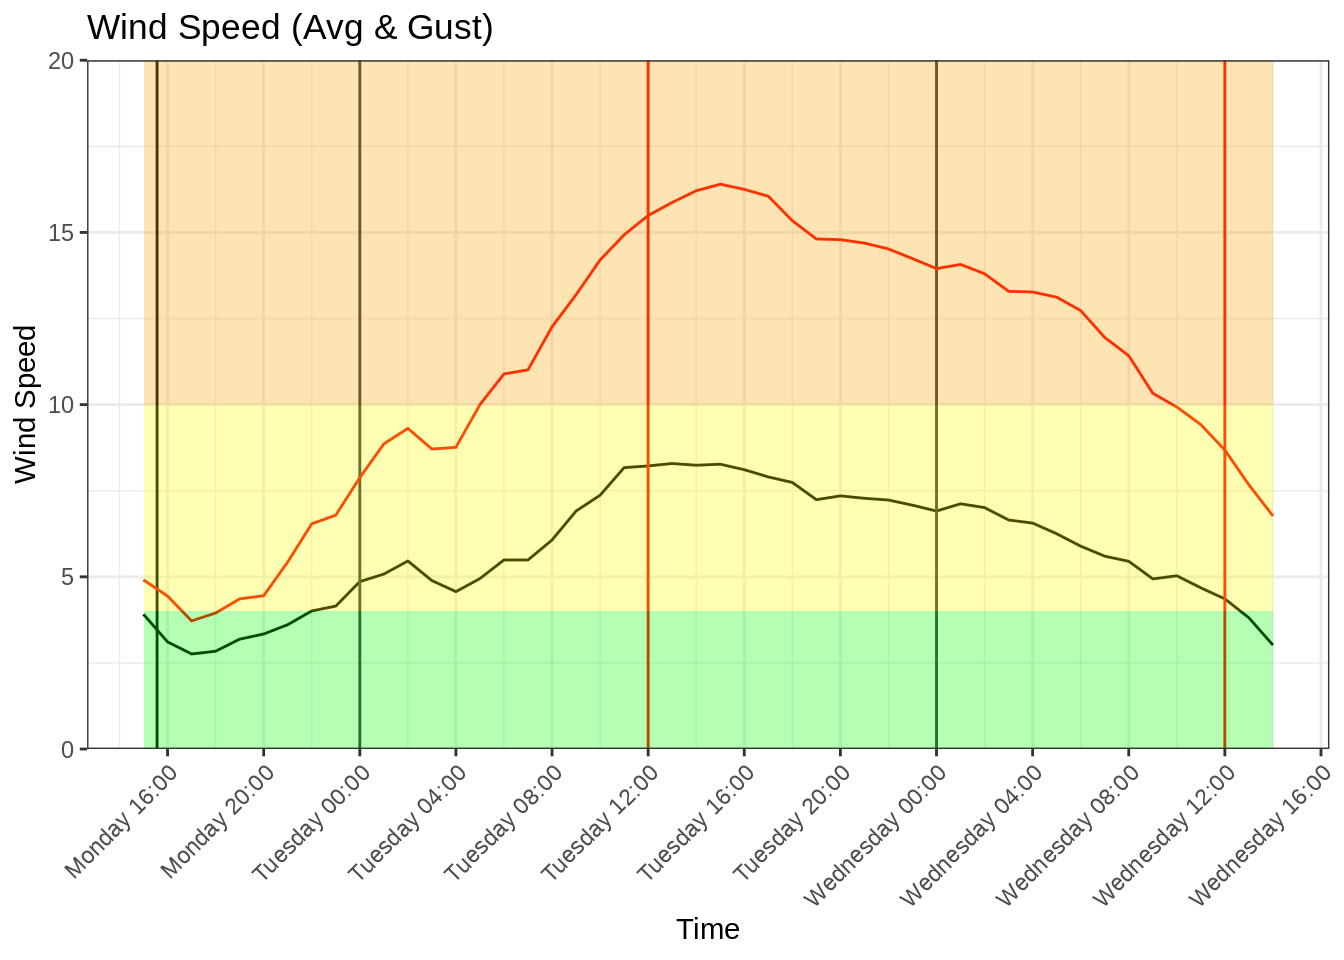 Wind Speed (Avg & Gust)
20
15
10
5
0
Wind Speed
Monday 16:00
Monday 20:00
Tuesday 00:00
Tuesday 04:00
Tuesday 08:00
Tuesday 12:00
Tuesday 16:00
Tuesday 20:00
Wednesday 00:00
Wednesday 04:00
Wednesday 08:00
Wednesday 12:00
Wednesday 16:00
Time